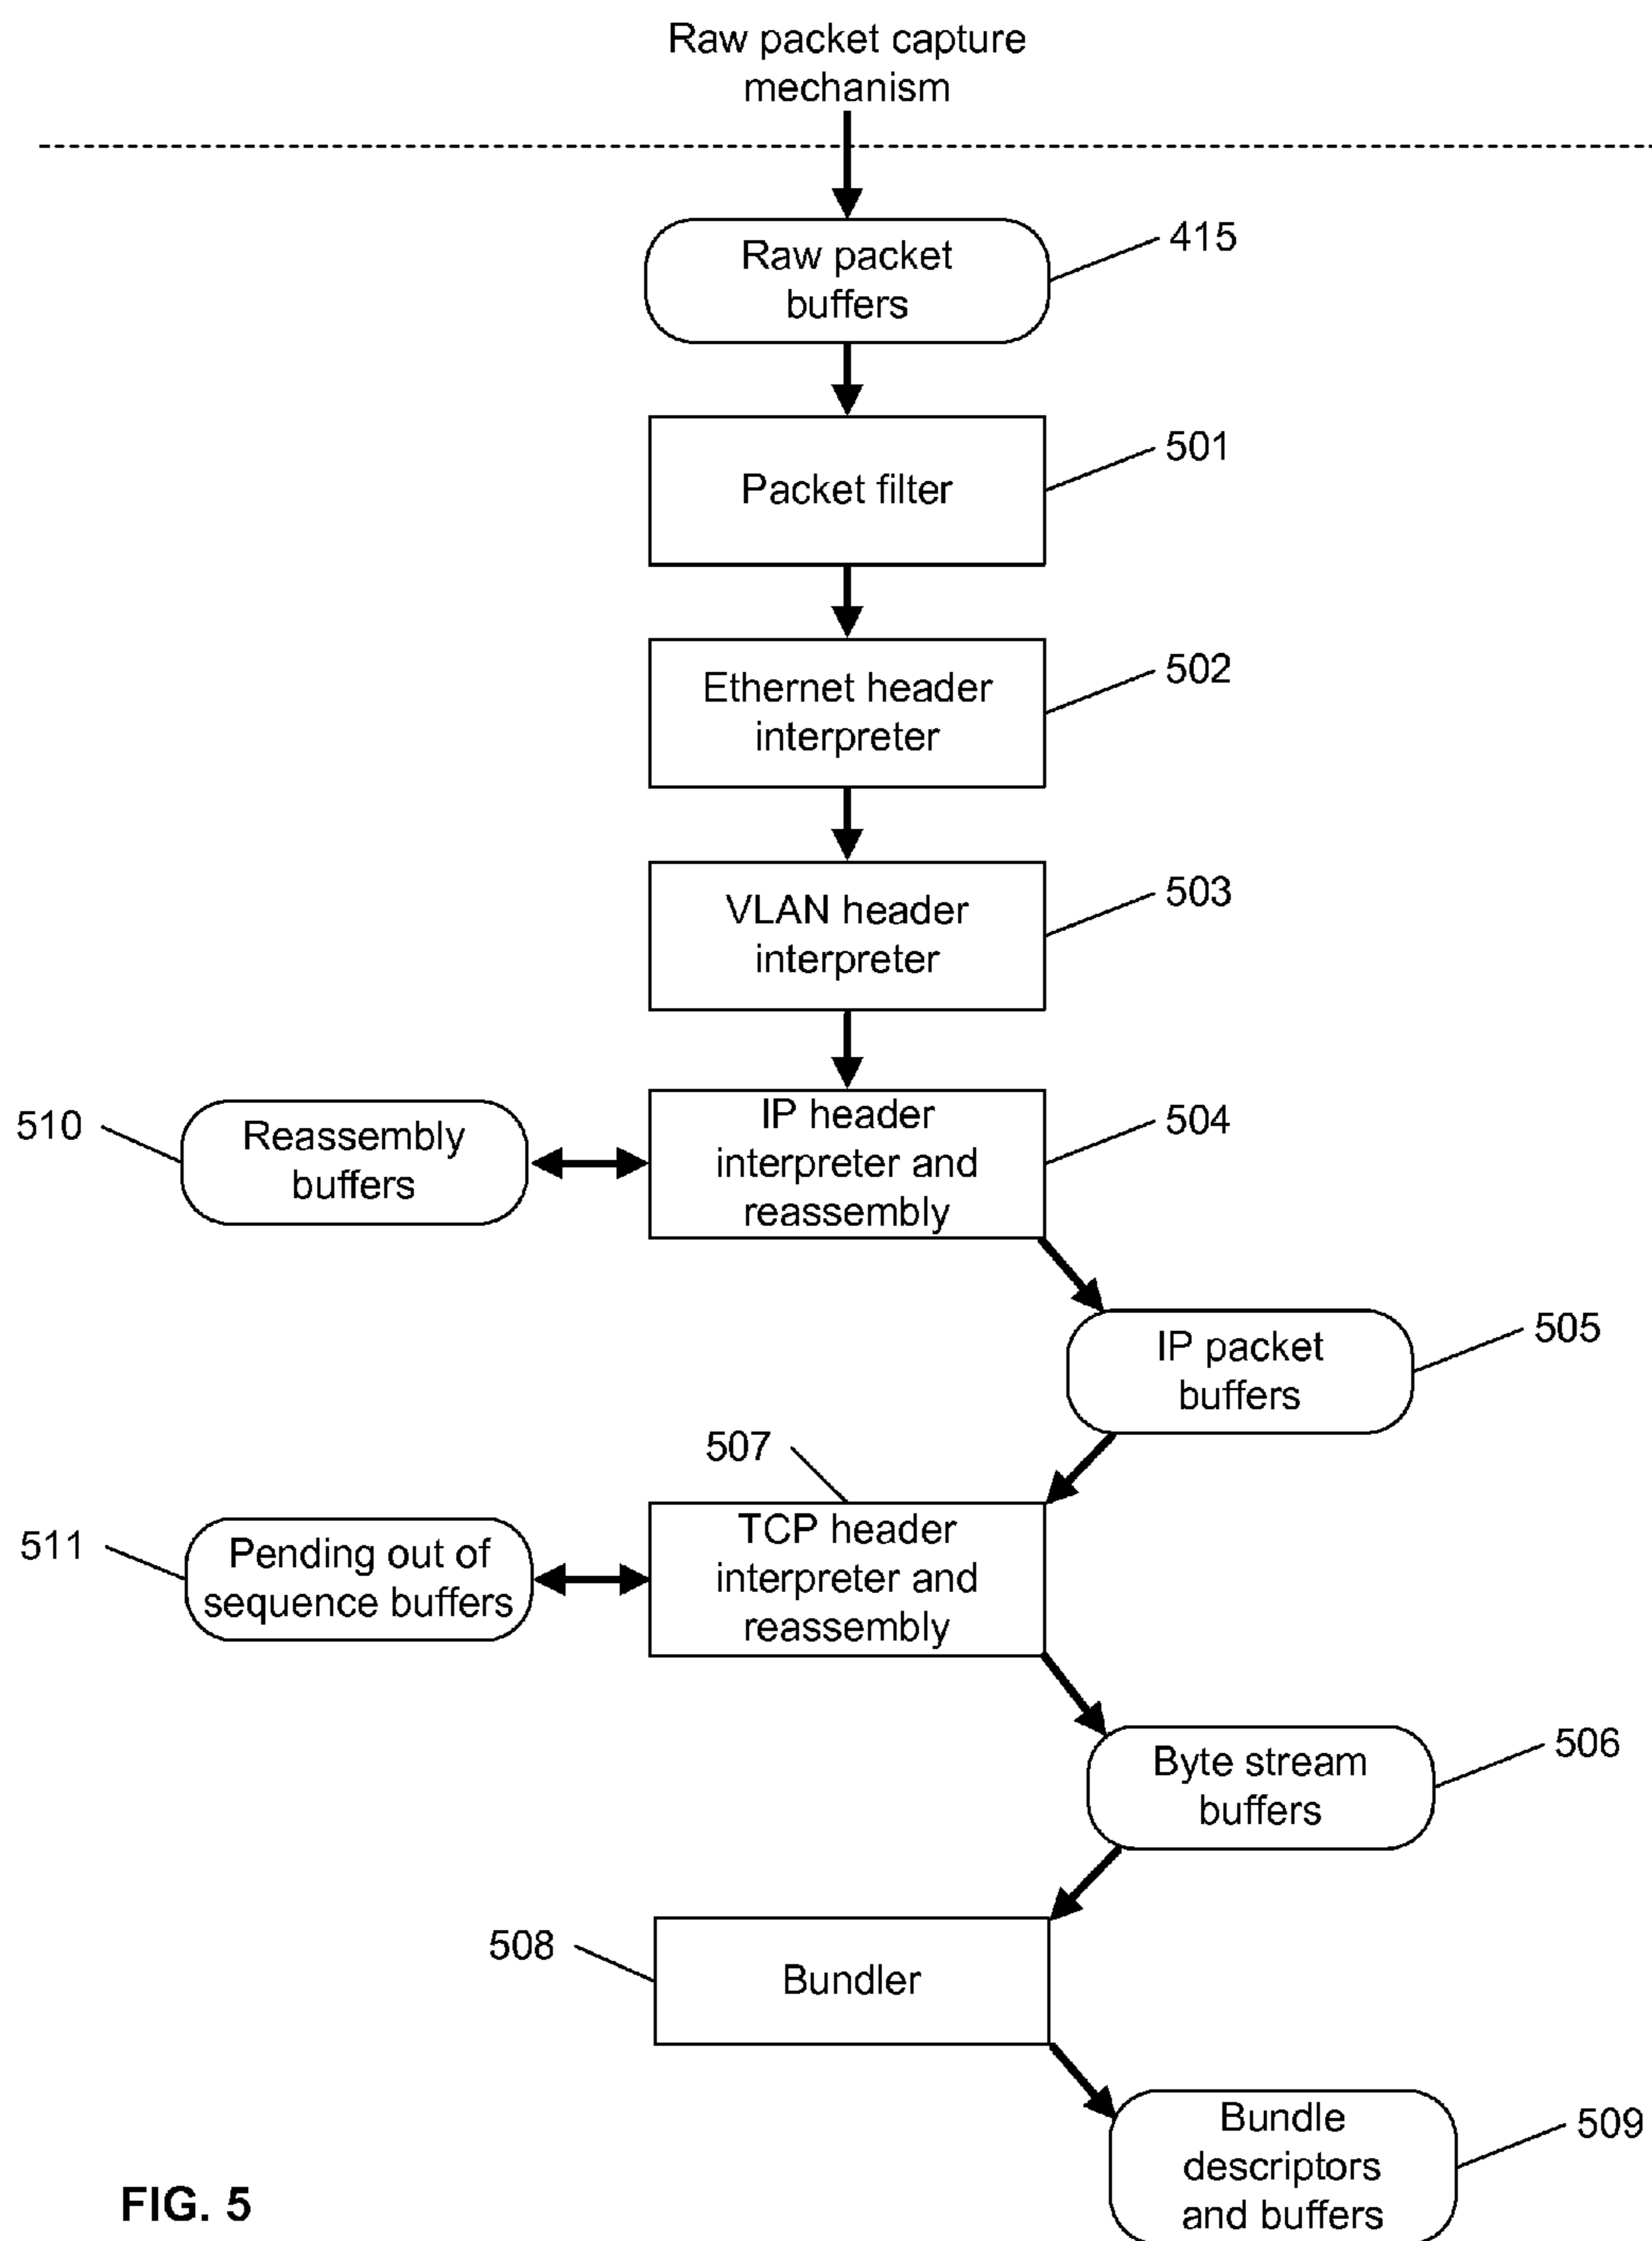 Raw packet capture
mechanism
Raw packet
buffers
415
Packet filter
501
Ethernet header
interpreter
502
VLAN header
interpreter
503
510
Reassembly
buffers
IP header
interpreter and
reassembly
504
IP packet
buffers
505
507
511
Pending out of
sequence buffers
TCP header
interpreter and
reassembly
Byte stream
buffers
506
508
Bundler
Bundle
descriptors
and buffers
509
FIG. 5